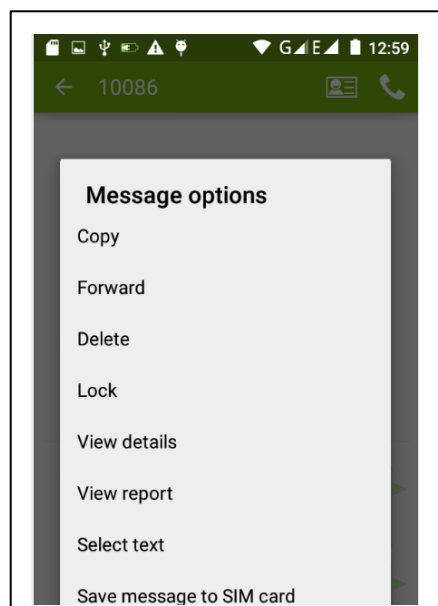 G E 12:59
10086
Message options
Copy
Forward
Delete
Lock
View details
View report
Select text
Save message to SIM card